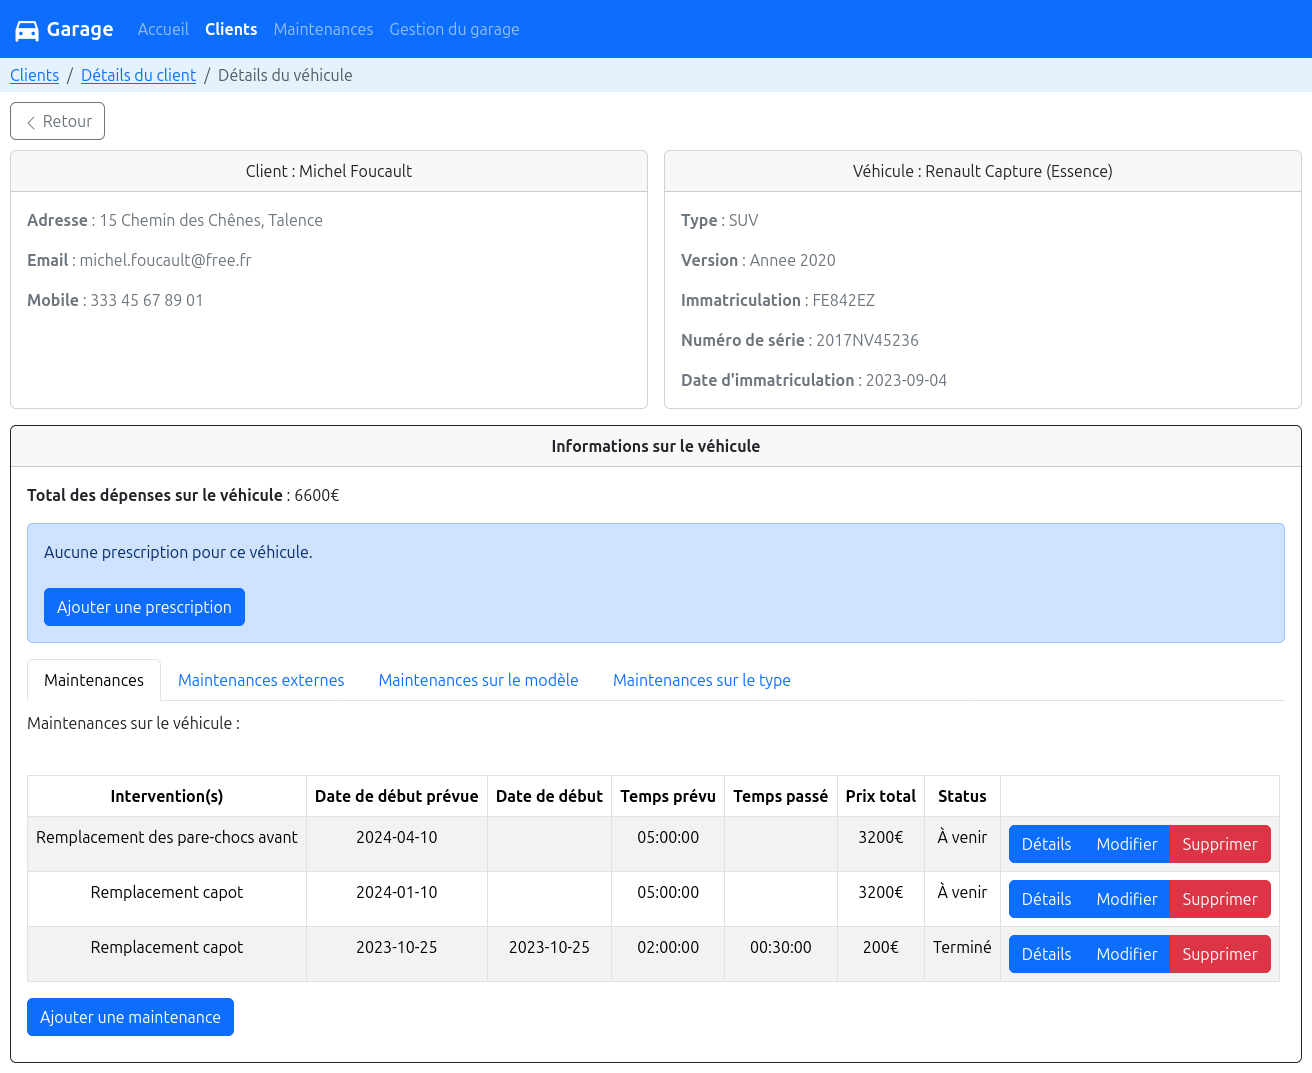 Garage Accueil Clients Maintenances Gestion du garage
Clients / Détails du client / Détails du véhicule
Retour
Client : Michel Foucault
Adresse : 15 Chemin des Chênes, Talence
Email : michel.foucault@free.fr
Mobile : 333 45 67 89 01
Véhicule : Renault Capture (Essence)
Type : SUV
Version : Annee 2020
Immatriculation : FE842EZ
Numéro de série : 2017NV45236
Date d'immatriculation : 2023-09-04
Informations sur le véhicule
Total des dépenses sur le véhicule : 6600€
Aucune prescription pour ce véhicule.
Ajouter une prescription
Maintenances Maintenances externes Maintenances sur le modèle Maintenances sur le type
Maintenances sur le véhicule :
Intervention(s) Date de début prévue Date de début Temps prévu Temps passé Prix total Status
Remplacement des pare-chocs avant 2024-04-10 05:00:00 3200€ À venir Détails Modifier Supprimer
Remplacement capot 2024-01-10 05:00:00 3200€ À venir Détails Modifier Supprimer
Remplacement capot 2023-10-25 2023-10-25 02:00:00 00:30:00 200€ Terminé Détails Modifier Supprimer
Ajouter une maintenance